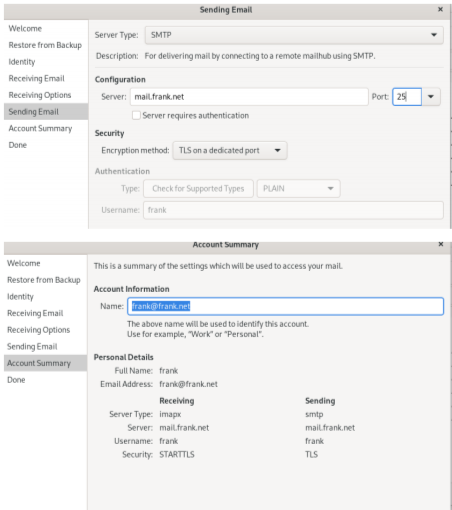 Sending Email
×
Welcome
Restore from Backup
Identity
Receiving Email
Receiving Options
Sending Email
Account Summary
Done
Server Type: SMTP
Description: For delivering mail by connecting to a remote mailhub using SMTP.
Configuration
Server: mail.frank.net Port: 25
Server requires authentication
Security
Encryption method: TLS on a dedicated port
Authentication
Type: Check for Supported Types PLAIN
Username: frank
Account Summary
×
Welcome
Restore from Backup
Identity
Receiving Email
Receiving Options
Sending Email
Account Summary
Done
This is a summary of the settings which will be used to access your mail.
Account Information
Name: frank@frank.net
The above name will be used to identify this account.
Use for example, "Work" or "Personal".
Personal Details
Full Name: frank
Email Address: frank@frank.net
Receiving Sending
Server Type: imapx smtp
Server: mail.frank.net mail.frank.net
Username: frank frank
Security: STARTTLS TLS